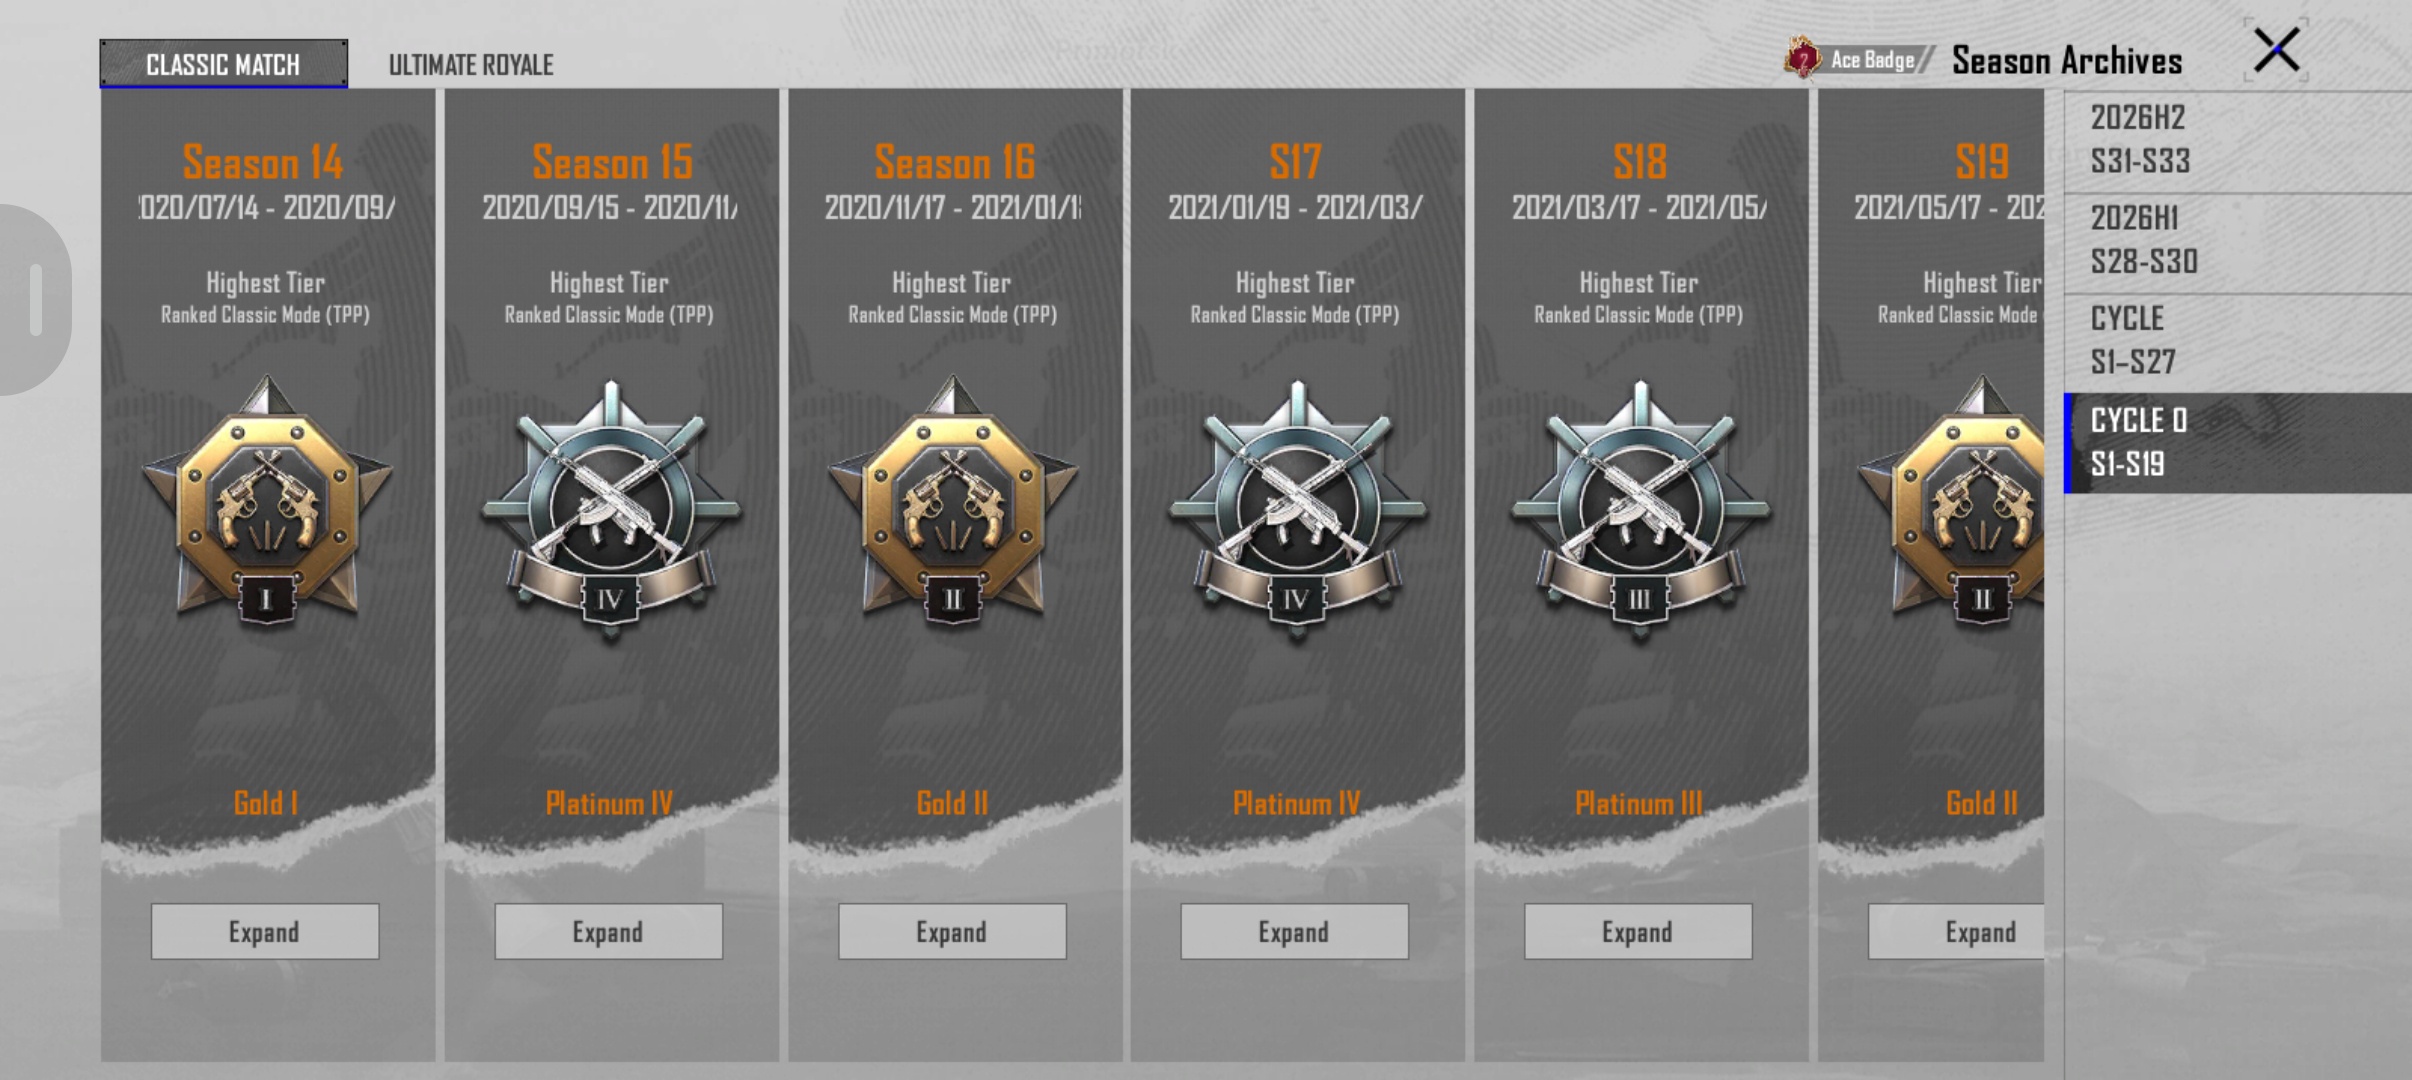 CLASSIC MATCH
ULTIMATE ROYALE
Ace Badge
Season Archives
Season 14
2020/07/14 - 2020/09/
Highest Tier
Ranked Classic Mode (TPP)
I
Gold I
Expand
Season 15
2020/09/15 - 2020/11/
Highest Tier
Ranked Classic Mode (TPP)
IV
Platinum IV
Expand
Season 16
2020/11/17 - 2021/01/1
Highest Tier
Ranked Classic Mode (TPP)
II
Gold II
Expand
S17
2021/01/19 - 2021/03/
Highest Tier
Ranked Classic Mode (TPP)
IV
Platinum IV
Expand
S18
2021/03/17 - 2021/05/
Highest Tier
Ranked Classic Mode (TPP)
III
Platinum III
Expand
S19
2021/05/17 - 202
Highest Tier
Ranked Classic Mode
II
Gold II
Expand
2026H2
S31-S33
2026H1
S28-S30
CYCLE
S1-S27
CYCLE 0
S1-S19